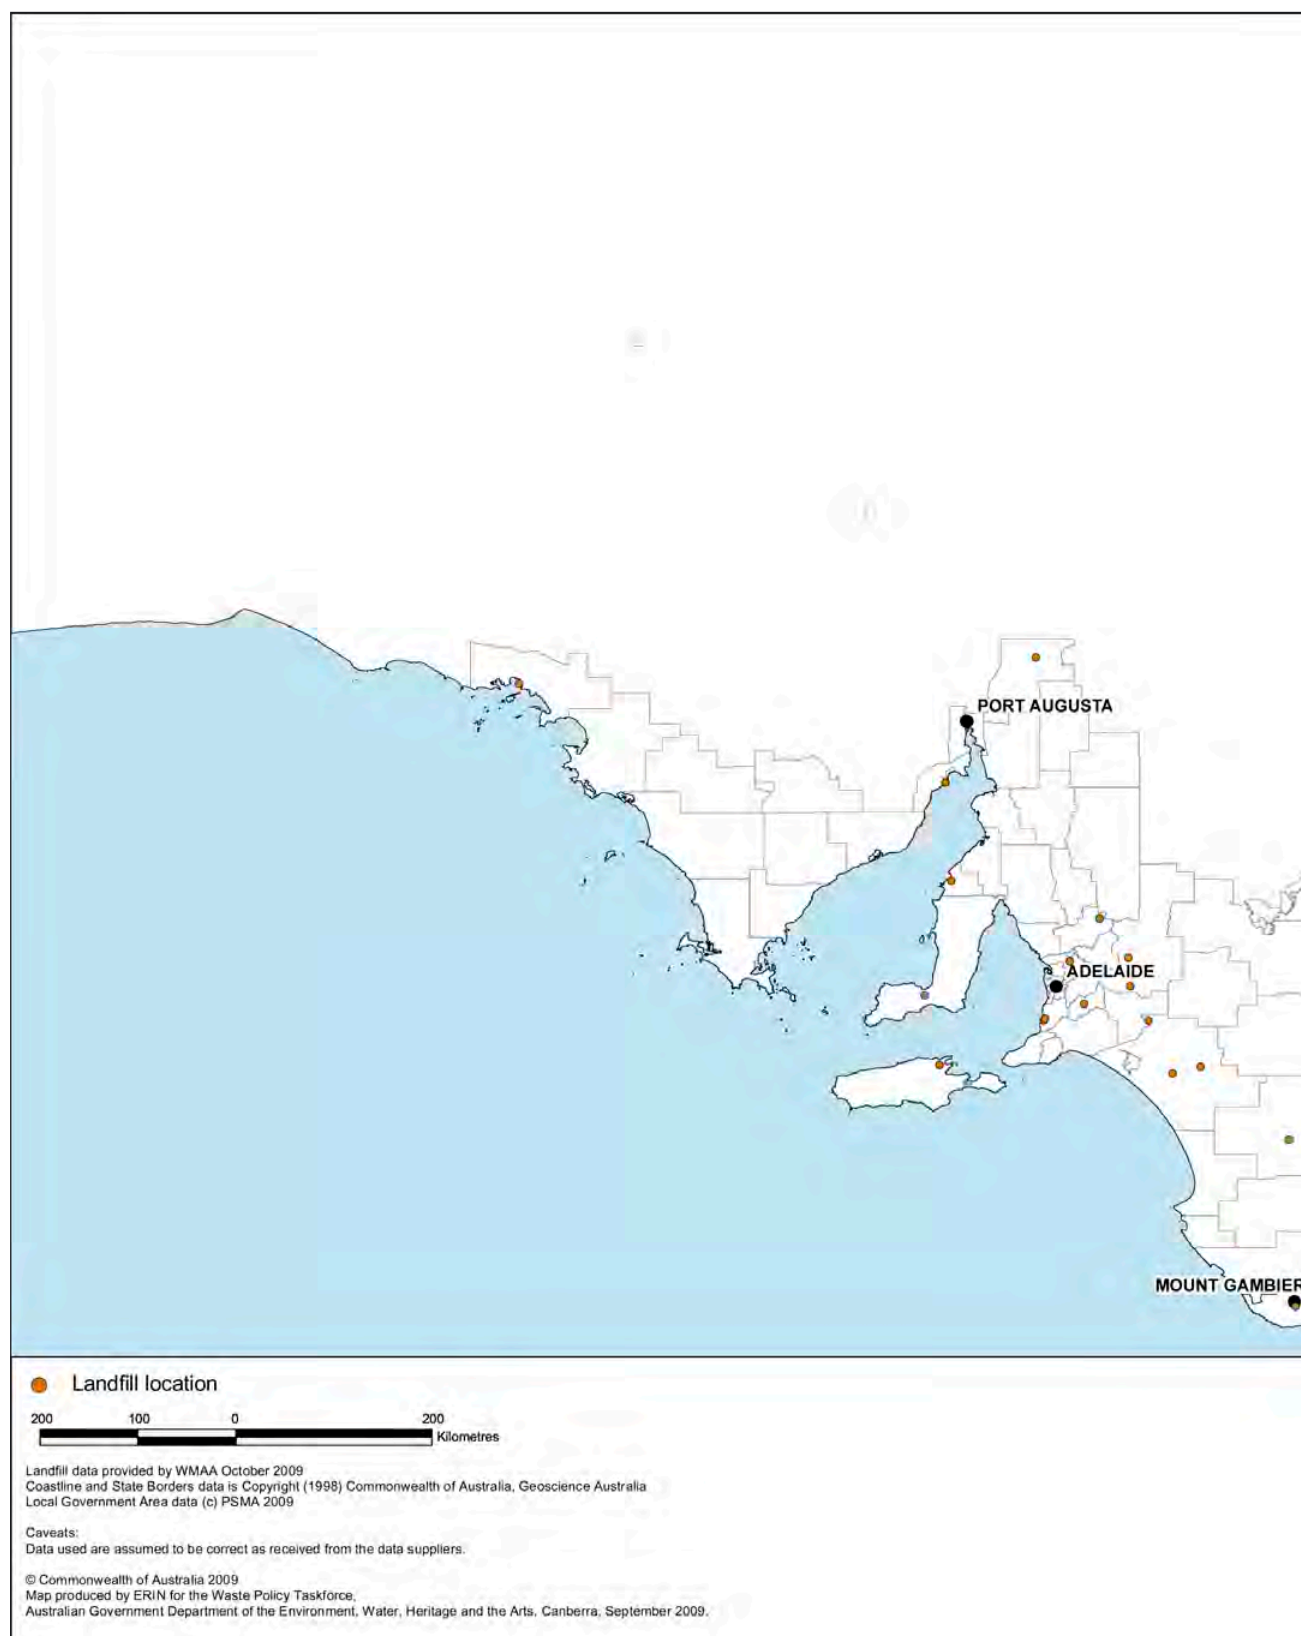 PORT AUGUSTA
ADELAIDE
MOUNT GAMBIER
Landfill location
200 100 0 200
Kilometres
Landfill data provided by WMAA October 2009
Coastline and State Borders data is Copyright (1998) Commonwealth of Australia, Geoscience Australia
Local Government Area data (c) PSMA 2009
Caveats:
Data used are assumed to be correct as received from the data suppliers.
© Commonwealth of Australia 2009
Map produced by ERIN for the Waste Policy Taskforce,
Australian Government Department of the Environment, Water, Heritage and the Arts, Canberra, September 2009.